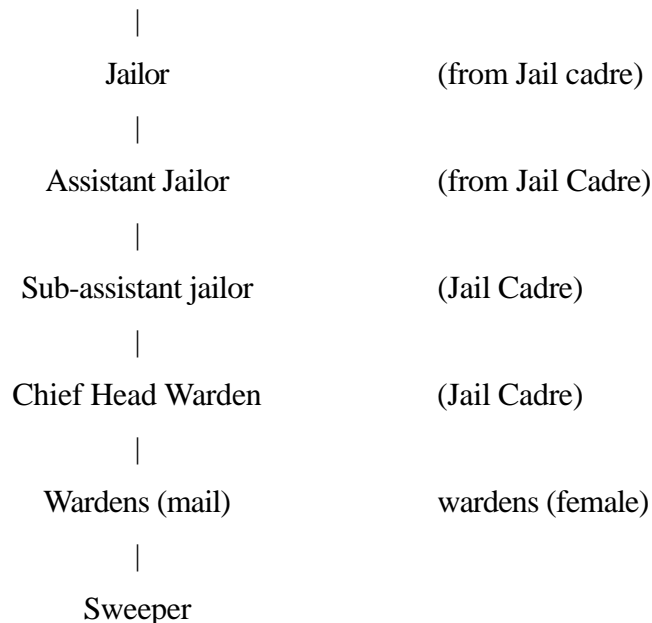 |
Jailor (from Jail cadre)
|
Assistant Jailor (from Jail Cadre)
|
Sub-assistant jailor (Jail Cadre)
|
Chief Head Warden (Jail Cadre)
|
Wardens (mail) wardens (female)
|
Sweeper